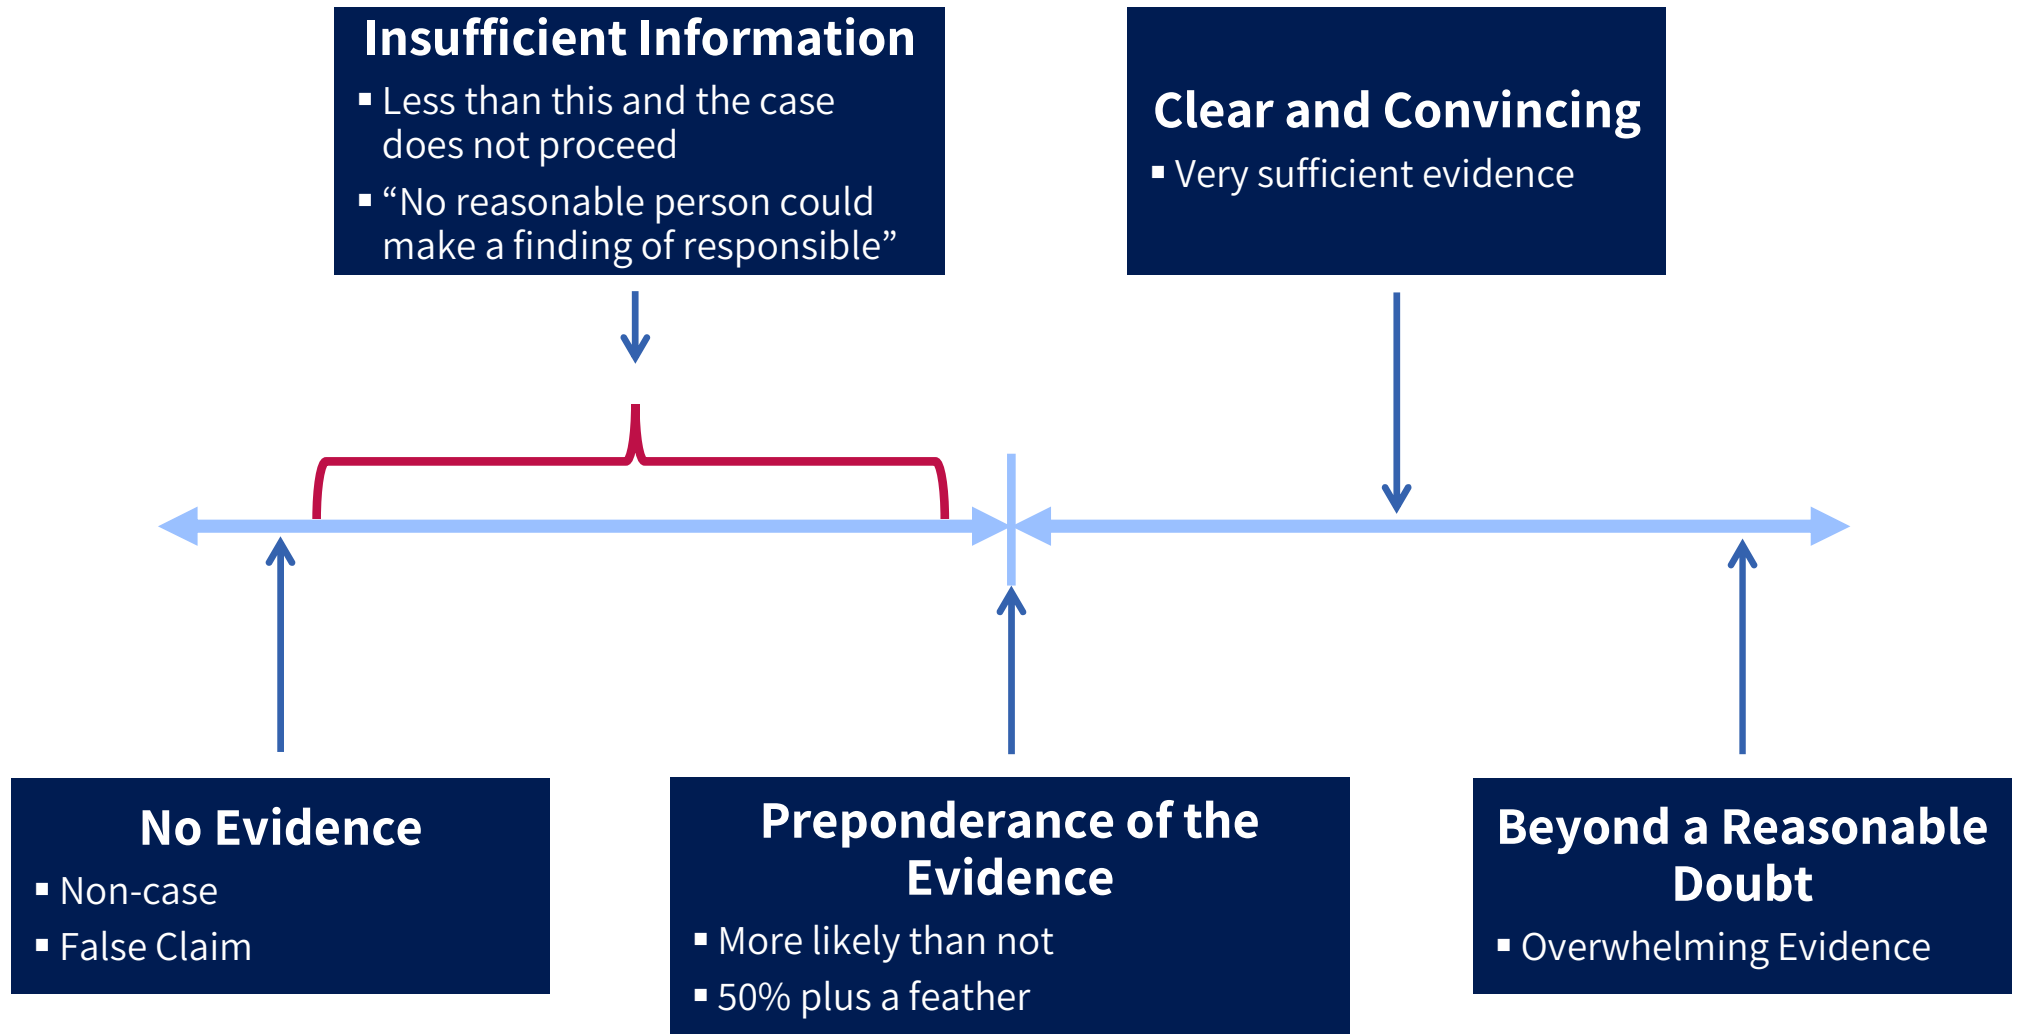 Insufficient Information
▪ Less than this and the case
does not proceed
▪ “No reasonable person could
make a finding of responsible”
Clear and Convincing
▪ Very sufficient evidence
No Evidence
▪ Non-case
▪ False Claim
Preponderance of the
Evidence
▪ More likely than not
▪ 50% plus a feather
Beyond a Reasonable
Doubt
▪ Overwhelming Evidence